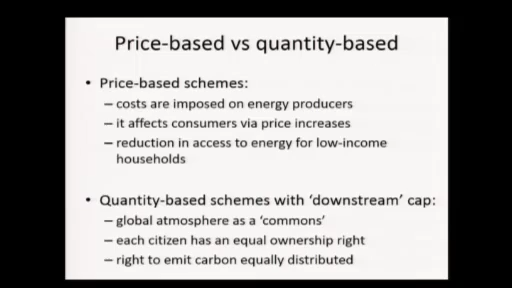 Price-based vs quantity-based
• Price-based schemes:
– costs are imposed on energy producers
– it affects consumers via price increases
– reduction in access to energy for low-income
households
• Quantity-based schemes with ‘downstream’ cap:
– global atmosphere as a ‘commons’
– each citizen has an equal ownership right
– right to emit carbon equally distributed